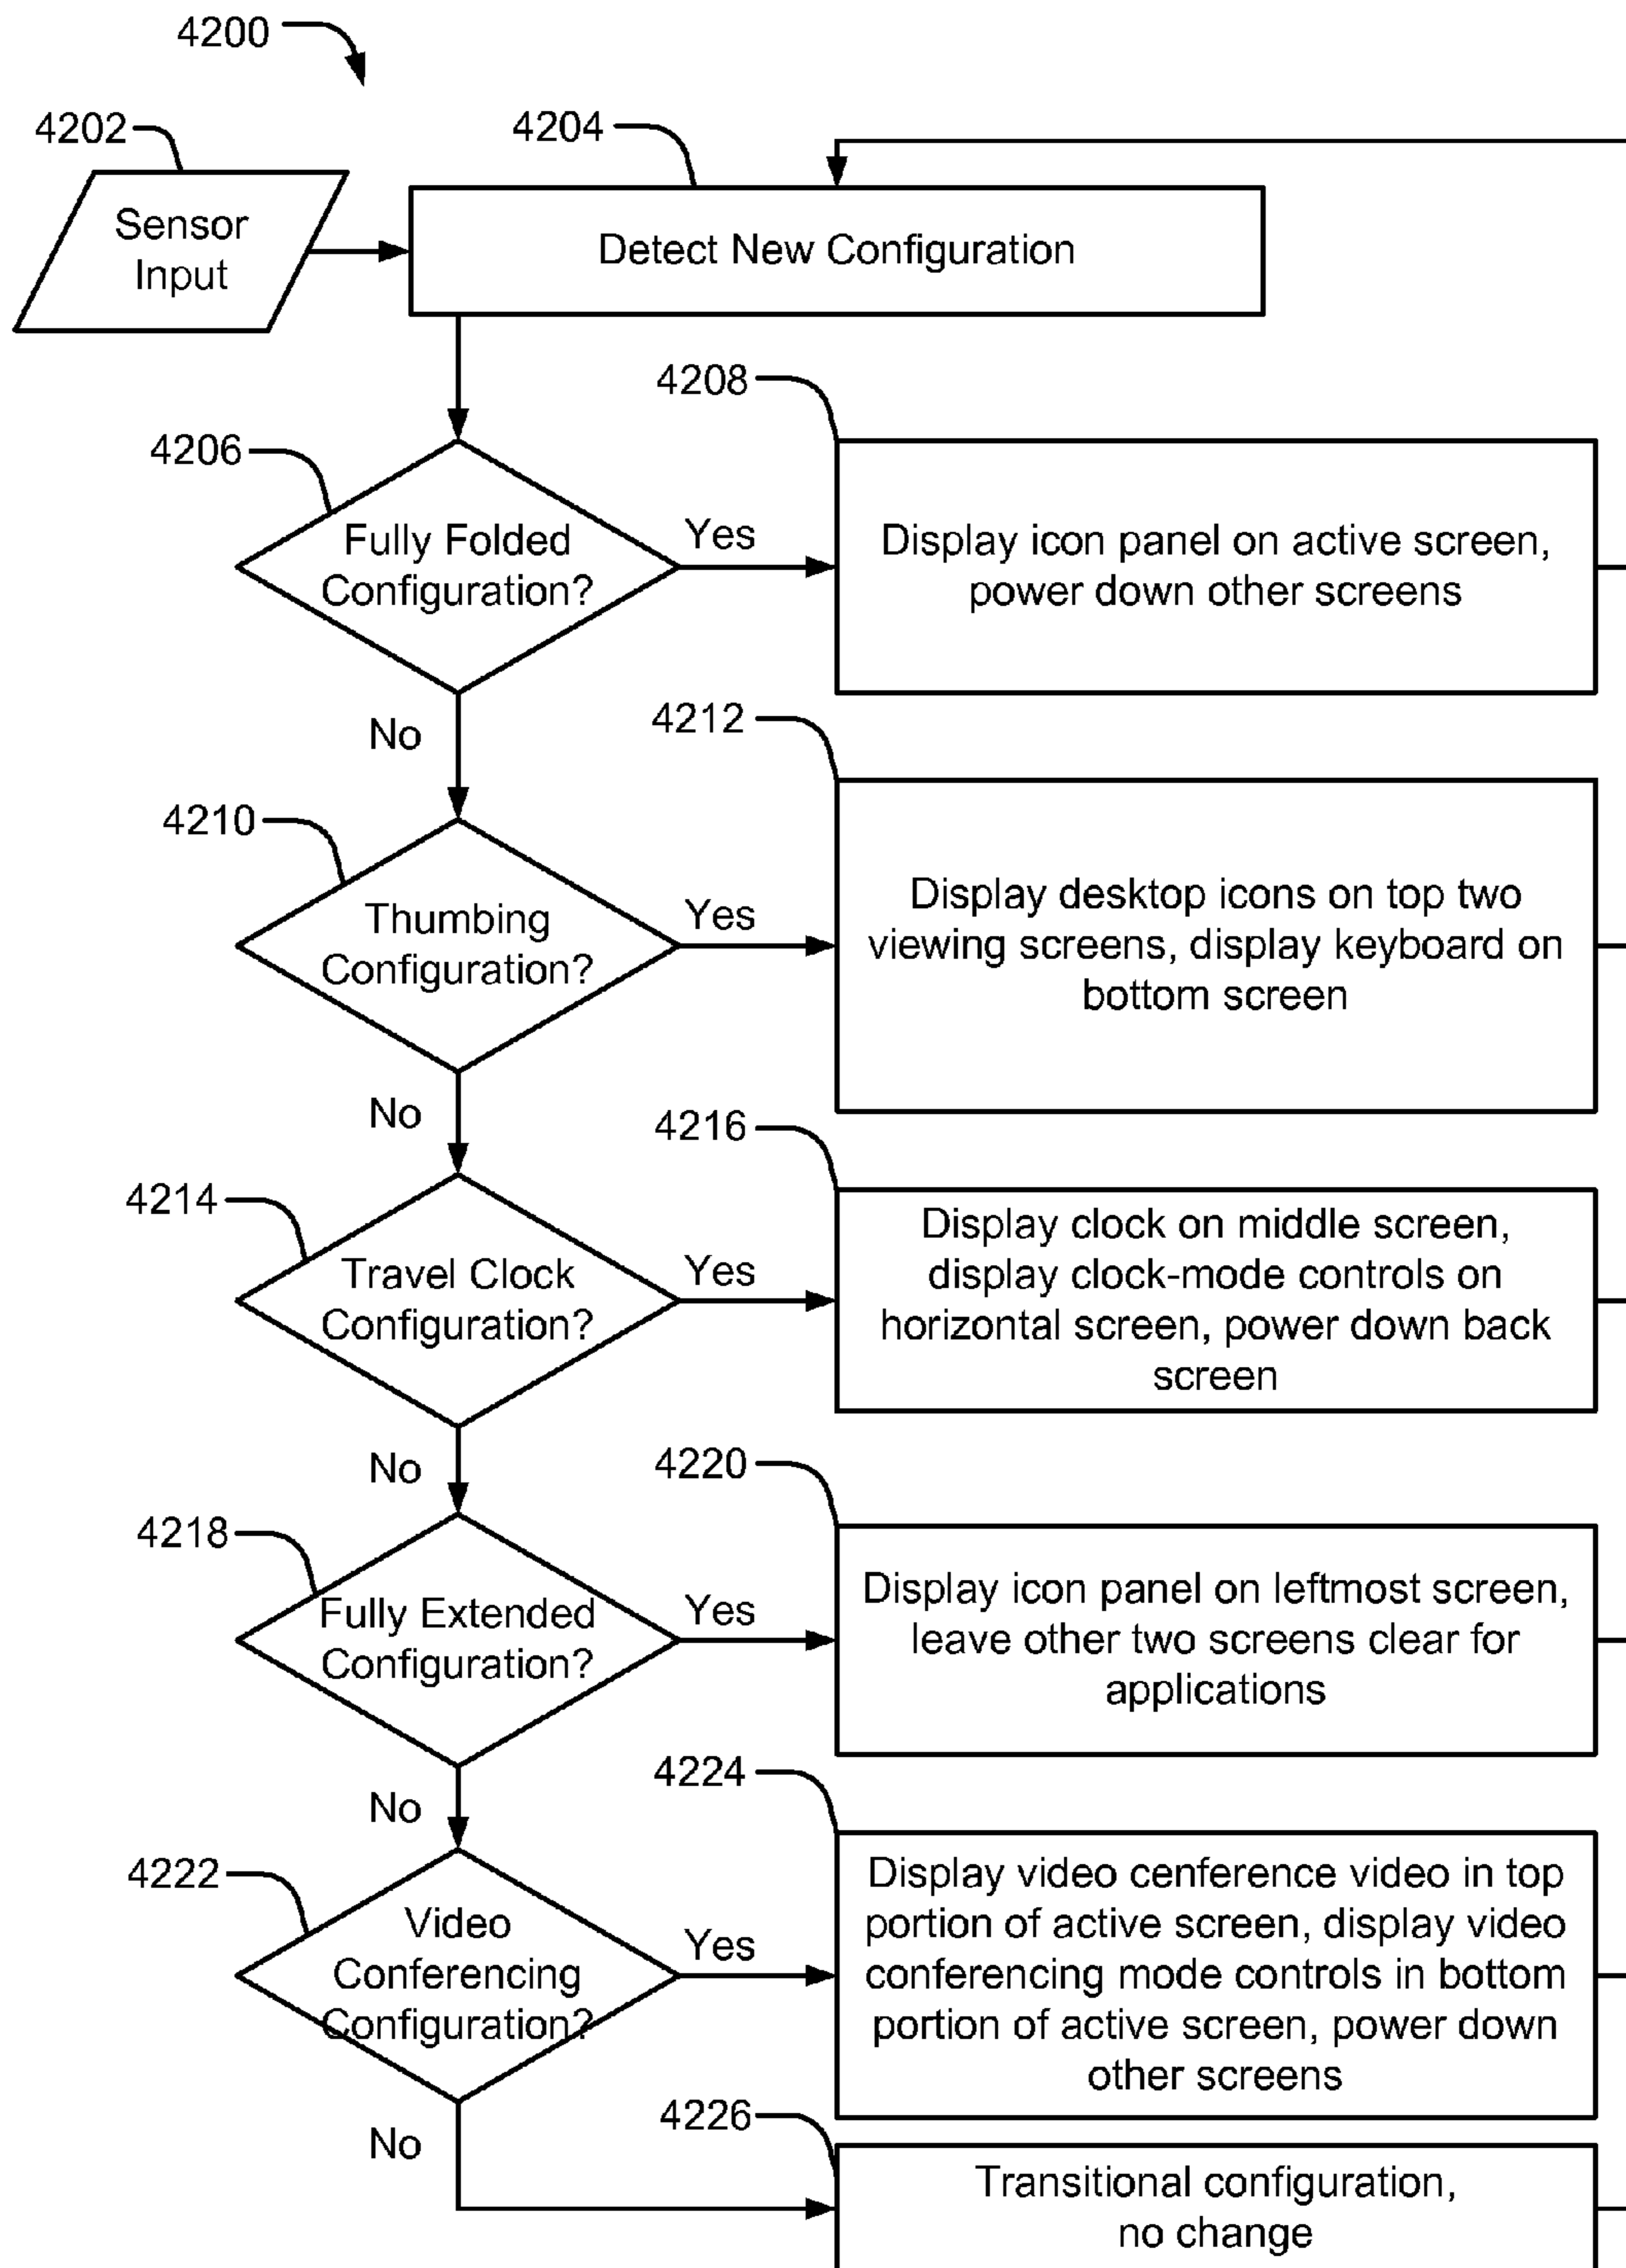 4200
4202
4204
Sensor
Input
Detect New Configuration
4206
4208
Fully Folded
Configuration?
Yes
Display icon panel on active screen,
power down other screens
No
4210
4212
Thumbing
Configuration?
Yes
Display desktop icons on top two
viewing screens, display keyboard on
bottom screen
No
4214
4216
Travel Clock
Configuration?
Yes
Display clock on middle screen,
display clock-mode controls on
horizontal screen, power down back
screen
No
4218
4220
Fully Extended
Configuration?
Yes
Display icon panel on leftmost screen,
leave other two screens clear for
applications
No
4222
4224
Video
Conferencing
Configuration?
Yes
Display video cenference video in top
portion of active screen, display video
conferencing mode controls in bottom
portion of active screen, power down
other screens
No
4226
Transitional configuration,
no change